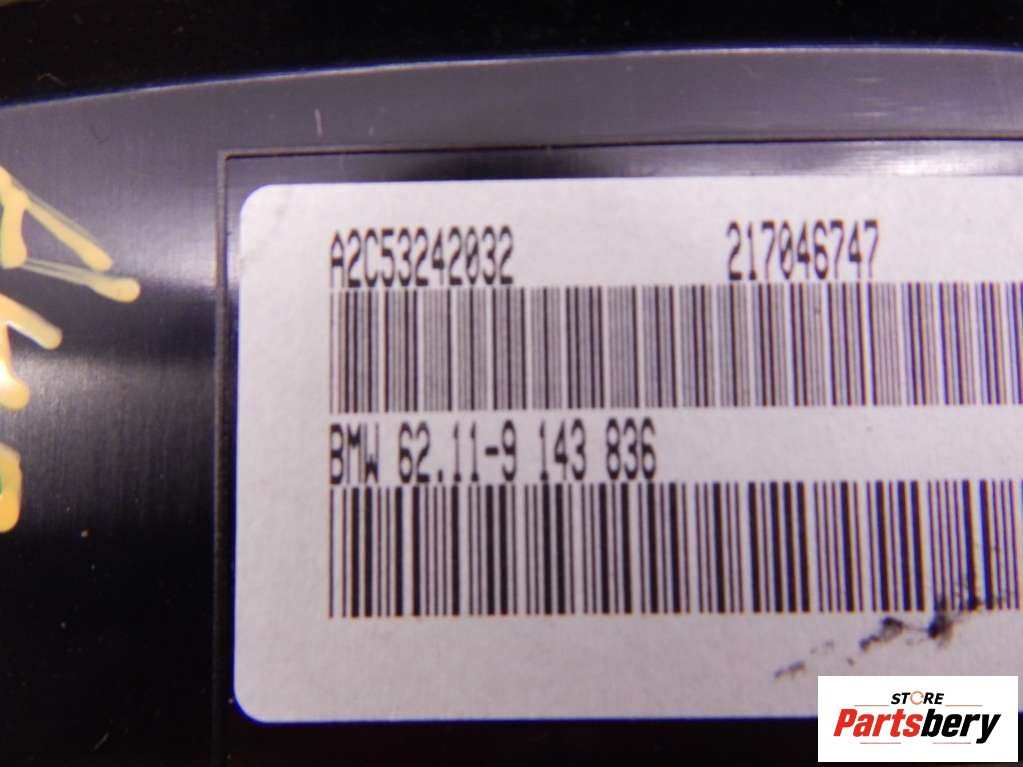 A2C53242032 217046747
BMW 62.11-9 143 836
STORE
Partsbery